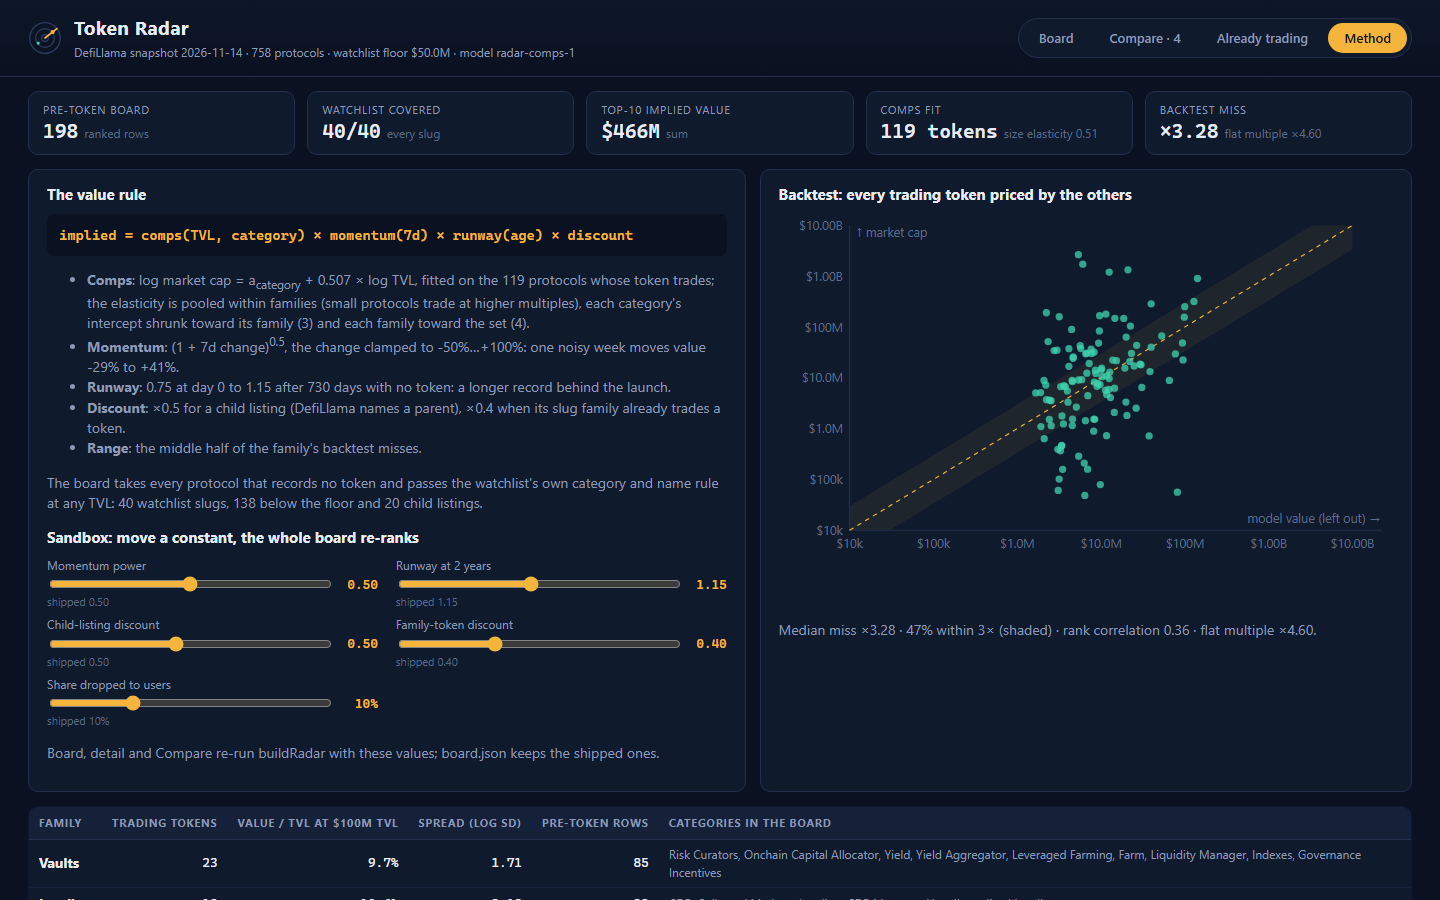 Token Radar
DefiLlama snapshot 2026-11-14 · 758 protocols · watchlist floor $50.0M · model radar-comps-1
Board
Compare · 4
Already trading
Method
PRE-TOKEN BOARD
198 ranked rows
WATCHLIST COVERED
40/40 every slug
TOP-10 IMPLIED VALUE
$466M sum
COMPS FIT
119 tokens size elasticity 0.51
BACKTEST MISS
×3.28 flat multiple ×4.60
The value rule
implied = comps(TVL, category) × momentum(7d) × runway(age) × discount
• Comps: log market cap = a_category + 0.507 × log TVL, fitted on the 119 protocols whose token trades;
the elasticity is pooled within families (small protocols trade at higher multiples), each category's
intercept shrunk toward its family (3) and each family toward the set (4).
• Momentum: (1 + 7d change)^0.5, the change clamped to -50%...+100%: one noisy week moves value
-29% to +41%.
• Runway: 0.75 at day 0 to 1.15 after 730 days with no token: a longer record behind the launch.
• Discount: ×0.5 for a child listing (DefiLlama names a parent), ×0.4 when its slug family already trades a
token.
• Range: the middle half of the family's backtest misses.
The board takes every protocol that records no token and passes the watchlist's own category and name rule
at any TVL: 40 watchlist slugs, 138 below the floor and 20 child listings.
Sandbox: move a constant, the whole board re-ranks
Momentum power
0.50
shipped 0.50
Runway at 2 years
1.15
shipped 1.15
Child-listing discount
0.50
shipped 0.50
Family-token discount
0.40
shipped 0.40
Share dropped to users
10%
shipped 10%
Board, detail and Compare re-run buildRadar with these values; board.json keeps the shipped ones.
Backtest: every trading token priced by the others
↑ market cap
$10.00B
$1.00B
$100M
$10.0M
$1.0M
$100k
$10k
model value (left out) →
$10k
$100k
$1.0M
$10.0M
$100M
$1.00B
$10.00B
Median miss ×3.28 · 47% within 3× (shaded) · rank correlation 0.36 · flat multiple ×4.60.
FAMILY
TRADING TOKENS
VALUE / TVL AT $100M TVL
SPREAD (LOG SD)
PRE-TOKEN ROWS
CATEGORIES IN THE BOARD
Vaults
23
9.7%
1.71
85
Risk Curators, Onchain Capital Allocator, Yield, Yield Aggregator, Leveraged Farming, Farm, Liquidity Manager, Indexes, Governance
Incentives